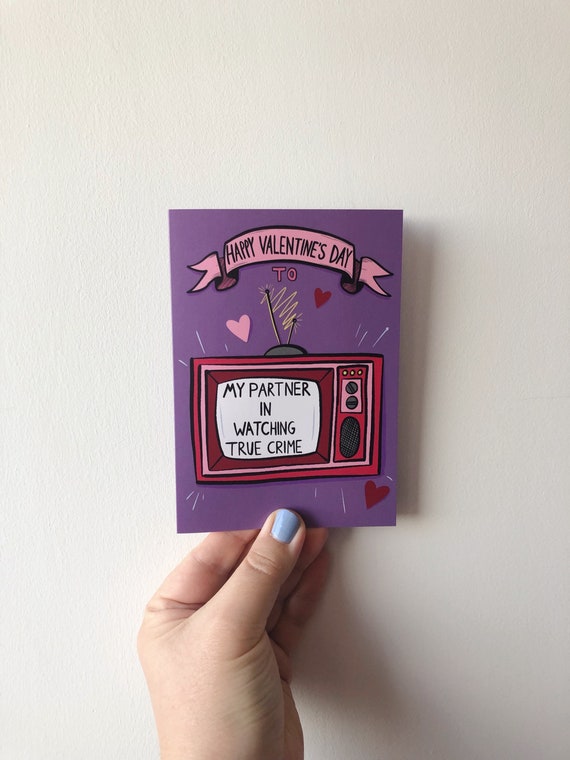 HAPPY VALENTINE'S DAY
TO
MY PARTNER
IN
WATCHING
TRUE CRIME